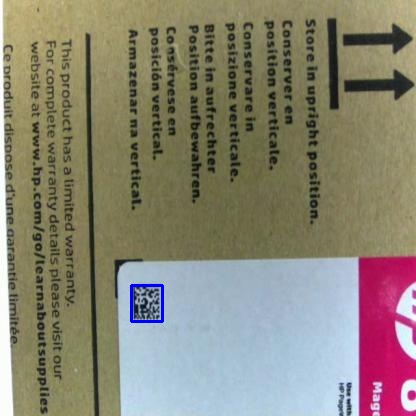 Store in upright position.
Conserver en
position verticale.
Conservare in
posizione verticale.
Bitte in aufrechter
Position aufbewahren.
Consérvese en
posición vertical.
Armazenar na vertical.
This product has a limited warranty.
For complete warranty details please visit our
website at www.hp.com/go/learnaboutsupplies
Ce produit dispose d'une garantie limitée.
hp
Use with
HP Page
Mage